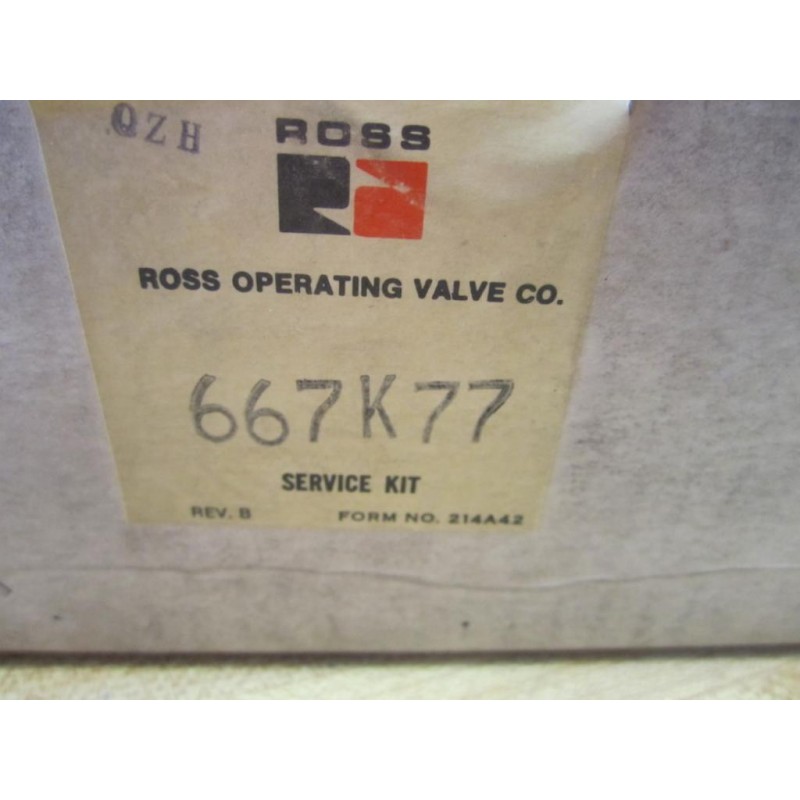 QZH
ROSS
ROSS OPERATING VALVE CO.
667K77
SERVICE KIT
REV. B FORM NO. 214A42